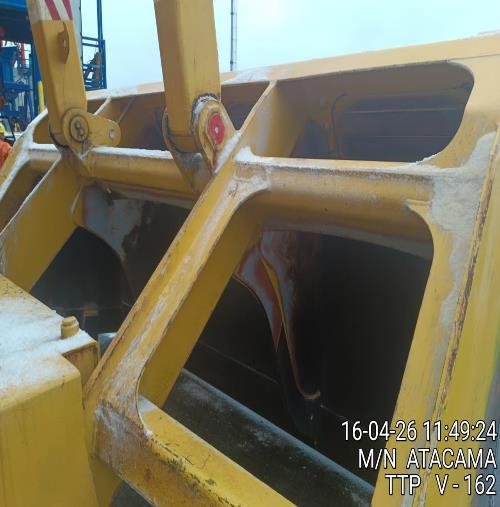 16-04-26 11:49:24
M/N ATACAMA
TTP V - 162